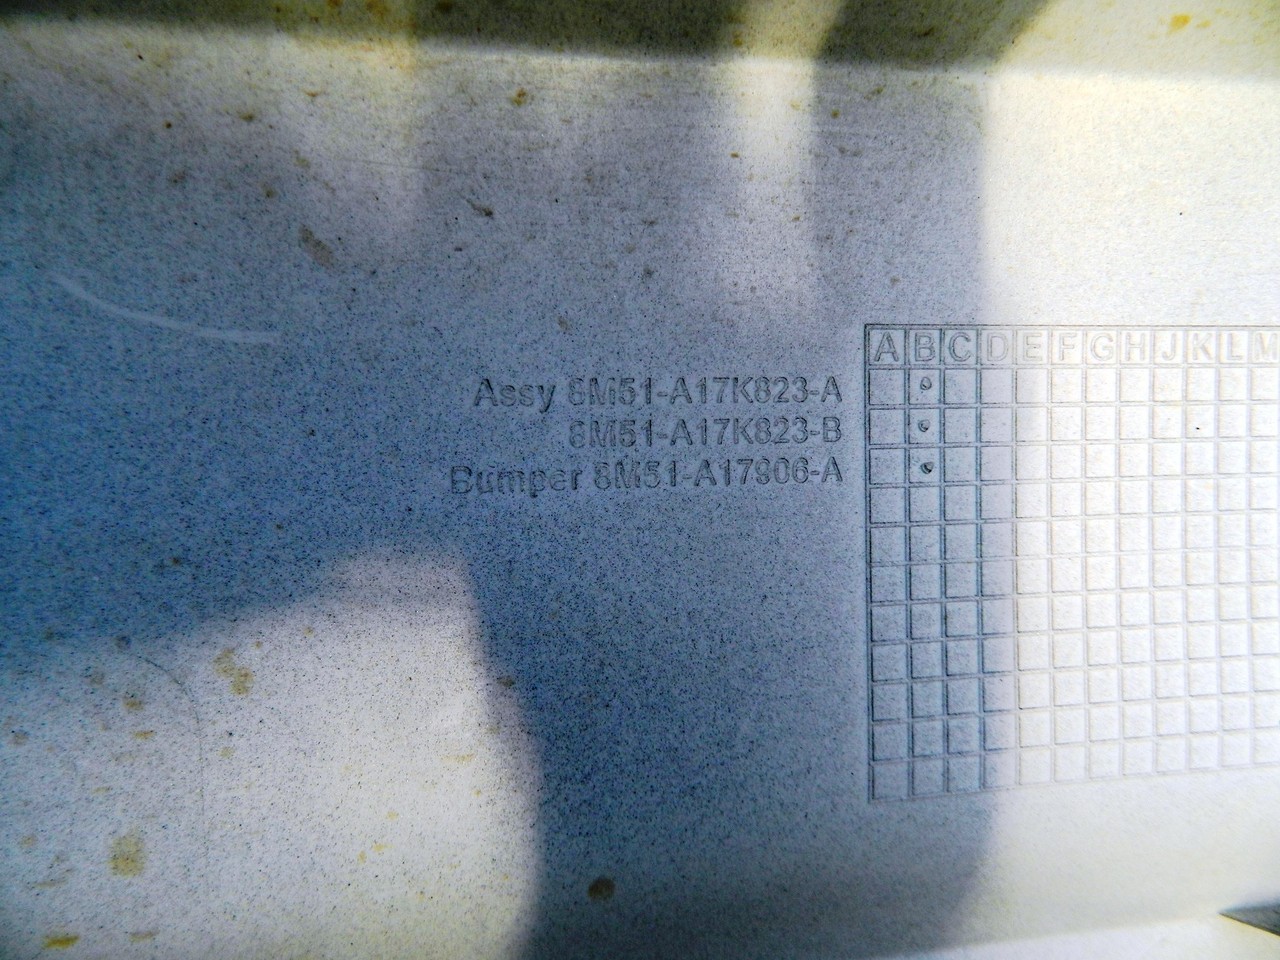 A B C D E F G H J K L M
Assy 8M51-A17K823-A
8M51-A17K823-B
Bumper 8M51-A17906-A